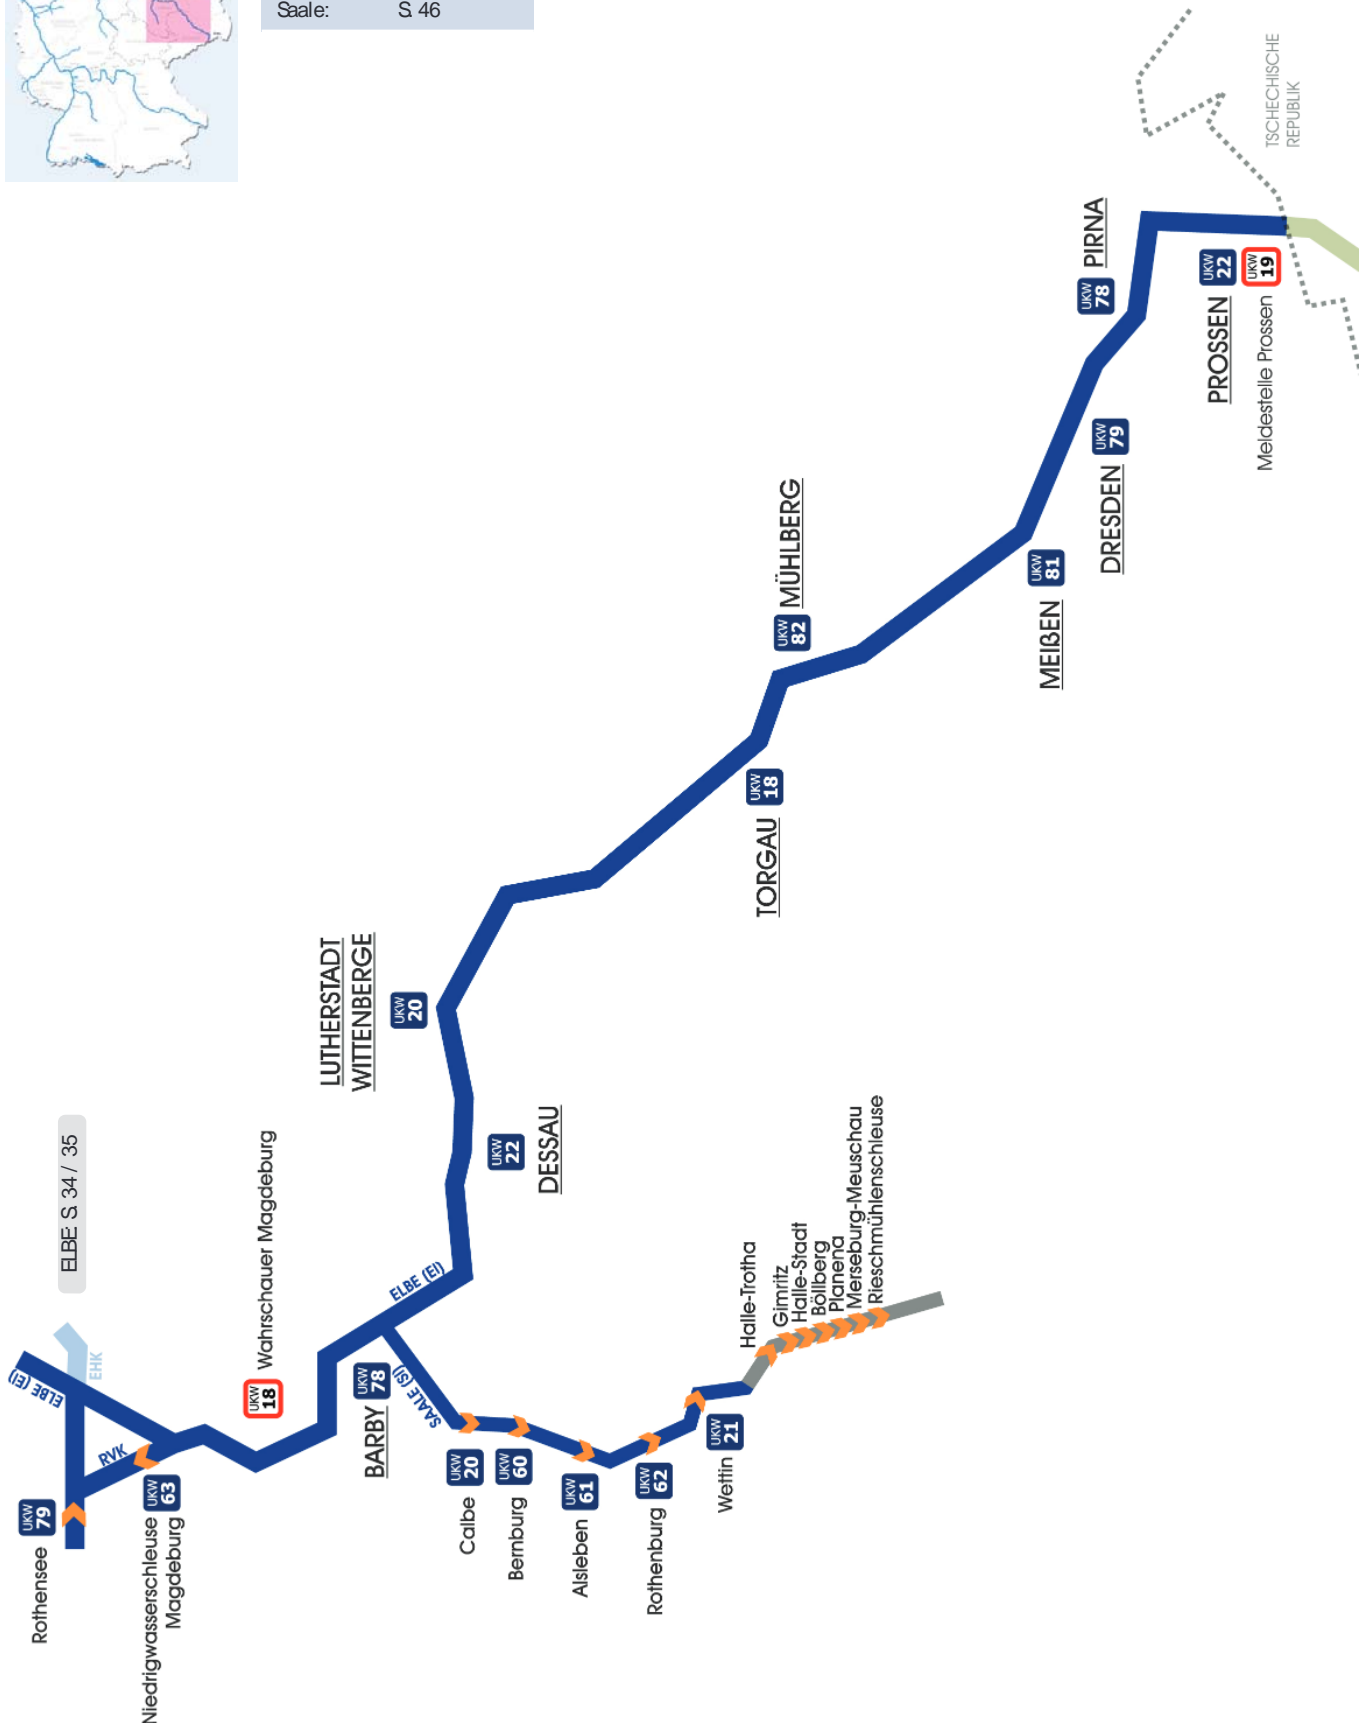 Saale: S. 46
TSCHECHISCHE
REPUBLIK
PIRNA
UKW
78
UKW
22
PROSSEN
UKW
19
Meldestelle Prossen
UKW
79
DRESDEN
UKW
81
MEIßEN
MÜHLBERG
UKW
82
UKW
18
TORGAU
LUTHERSTADT
WITTENBERGE
UKW
20
UKW
22
DESSAU
ELBE: S. 34 / 35
Wahrschauer Magdeburg
UKW
18
ELBE (El)
EHK
ELBE (El)
RVK
UKW
79
Rothensee
UKW
63
Niedrigwasserschleuse
Magdeburg
UKW
78
BARBY
SAALE (Sl)
UKW
20
Calbe
UKW
60
Bernburg
UKW
61
Alsleben
UKW
62
Rothenburg
UKW
21
Wettin
Halle-Trotha
Gimritz
Halle-Stadt
Böllberg
Planena
Merseburg-Meuschau
Rieschmühlenschleuse